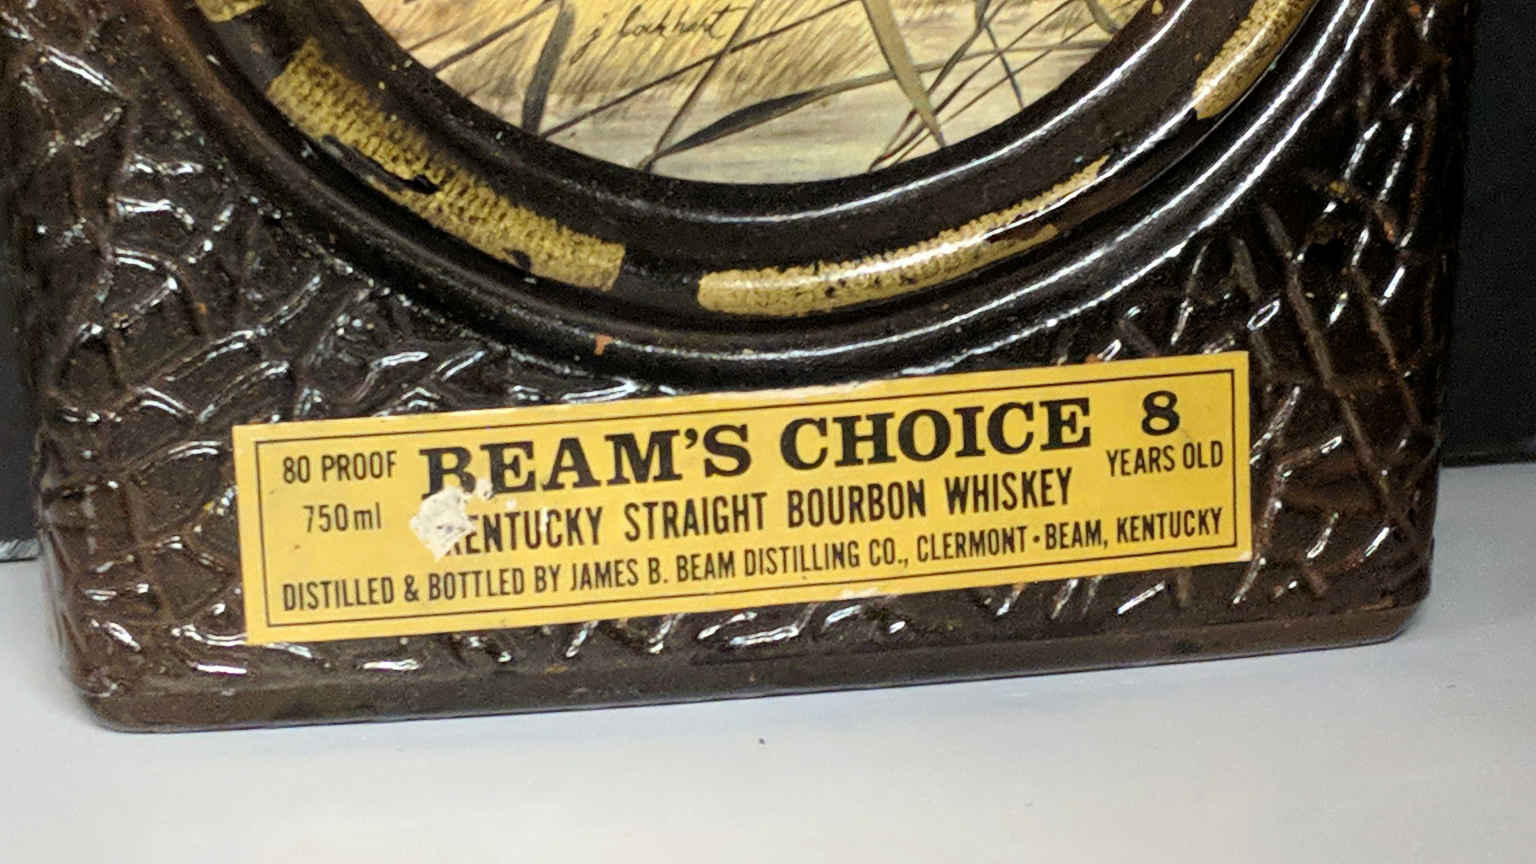 j Lockhart
80 PROOF
750ml
BEAM'S CHOICE
8
YEARS OLD
KENTUCKY STRAIGHT BOURBON WHISKEY
DISTILLED & BOTTLED BY JAMES B. BEAM DISTILLING CO., CLERMONT • BEAM, KENTUCKY